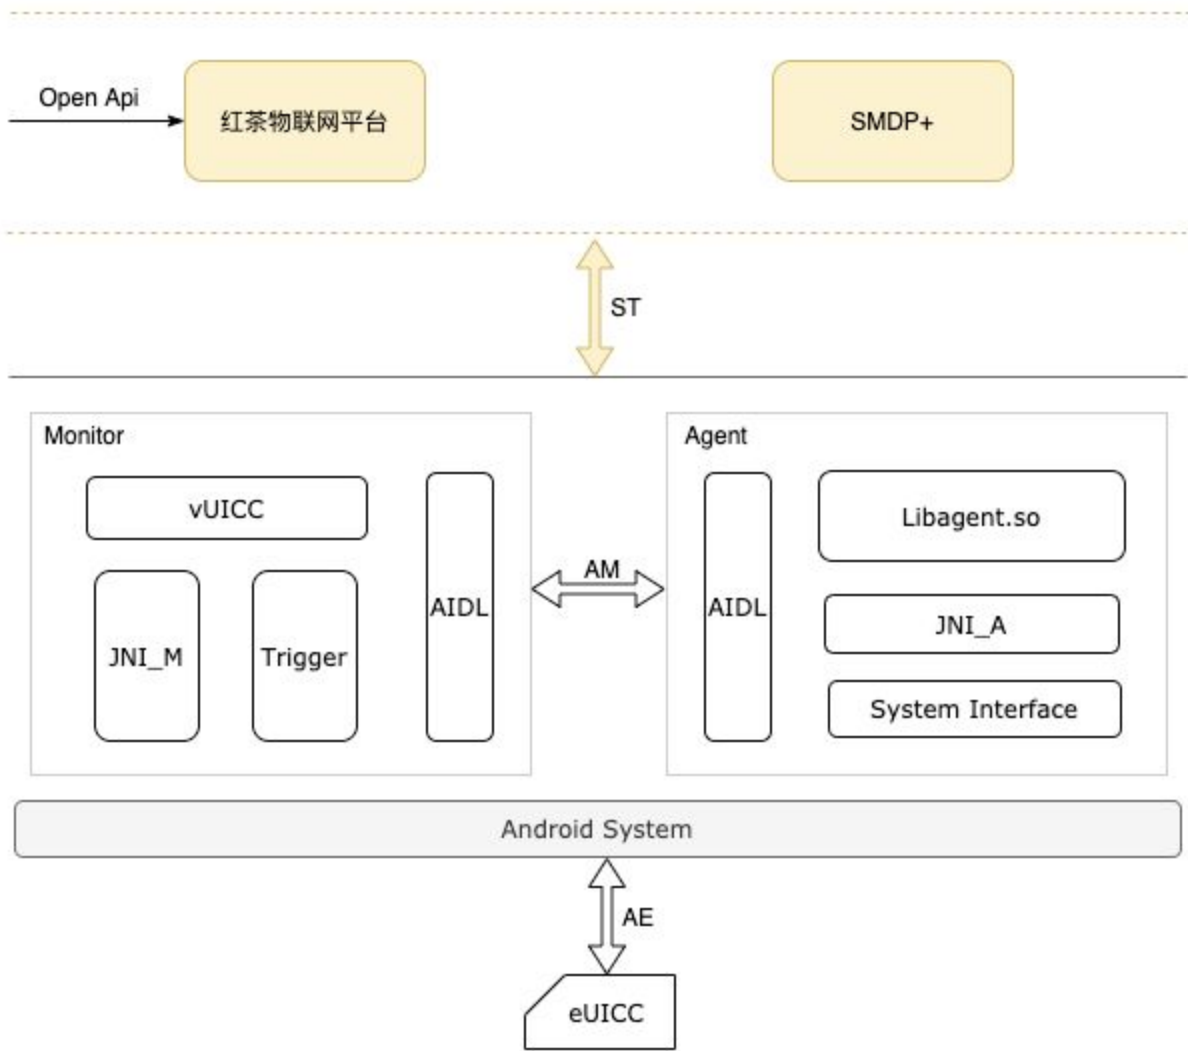 Open Api
红茶物联网平台
SMDP+
ST
Monitor
vUICC
JNI_M
Trigger
AIDL
AM
Agent
AIDL
Libagent.so
JNI_A
System Interface
Android System
AE
eUICC